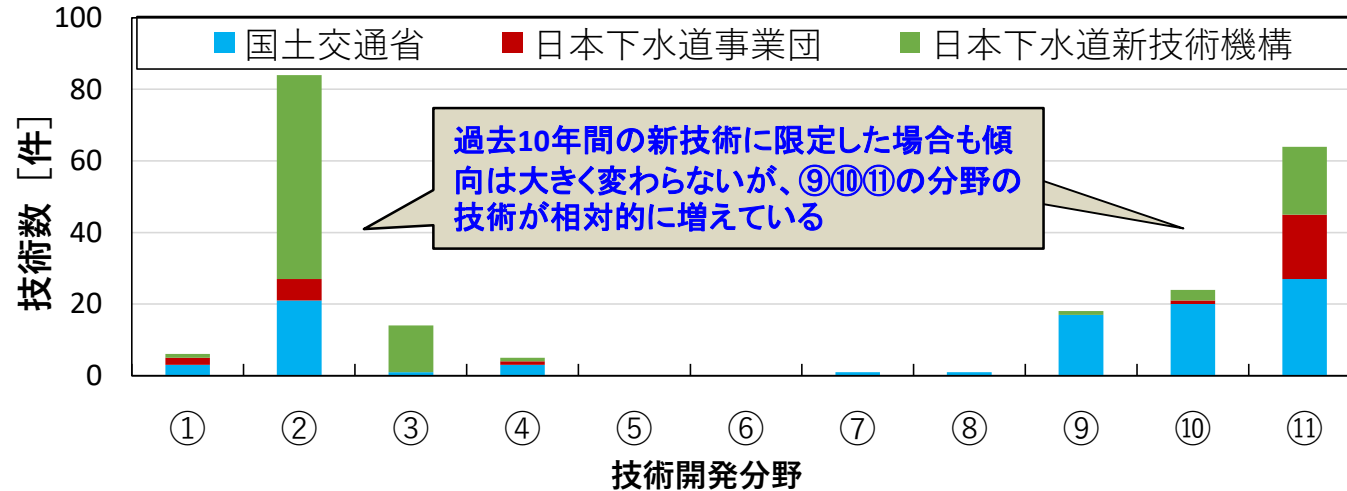 100
80
60
40
20
0
技術数 [件]
国土交通省 日本下水道事業団 日本下水道新技術機構
過去10年間の新技術に限定した場合も傾
向は大きく変わらないが、⑨⑩⑪の分野の
技術が相対的に増えている
① ② ③ ④ ⑤ ⑥ ⑦ ⑧ ⑨ ⑩ ⑪
技術開発分野